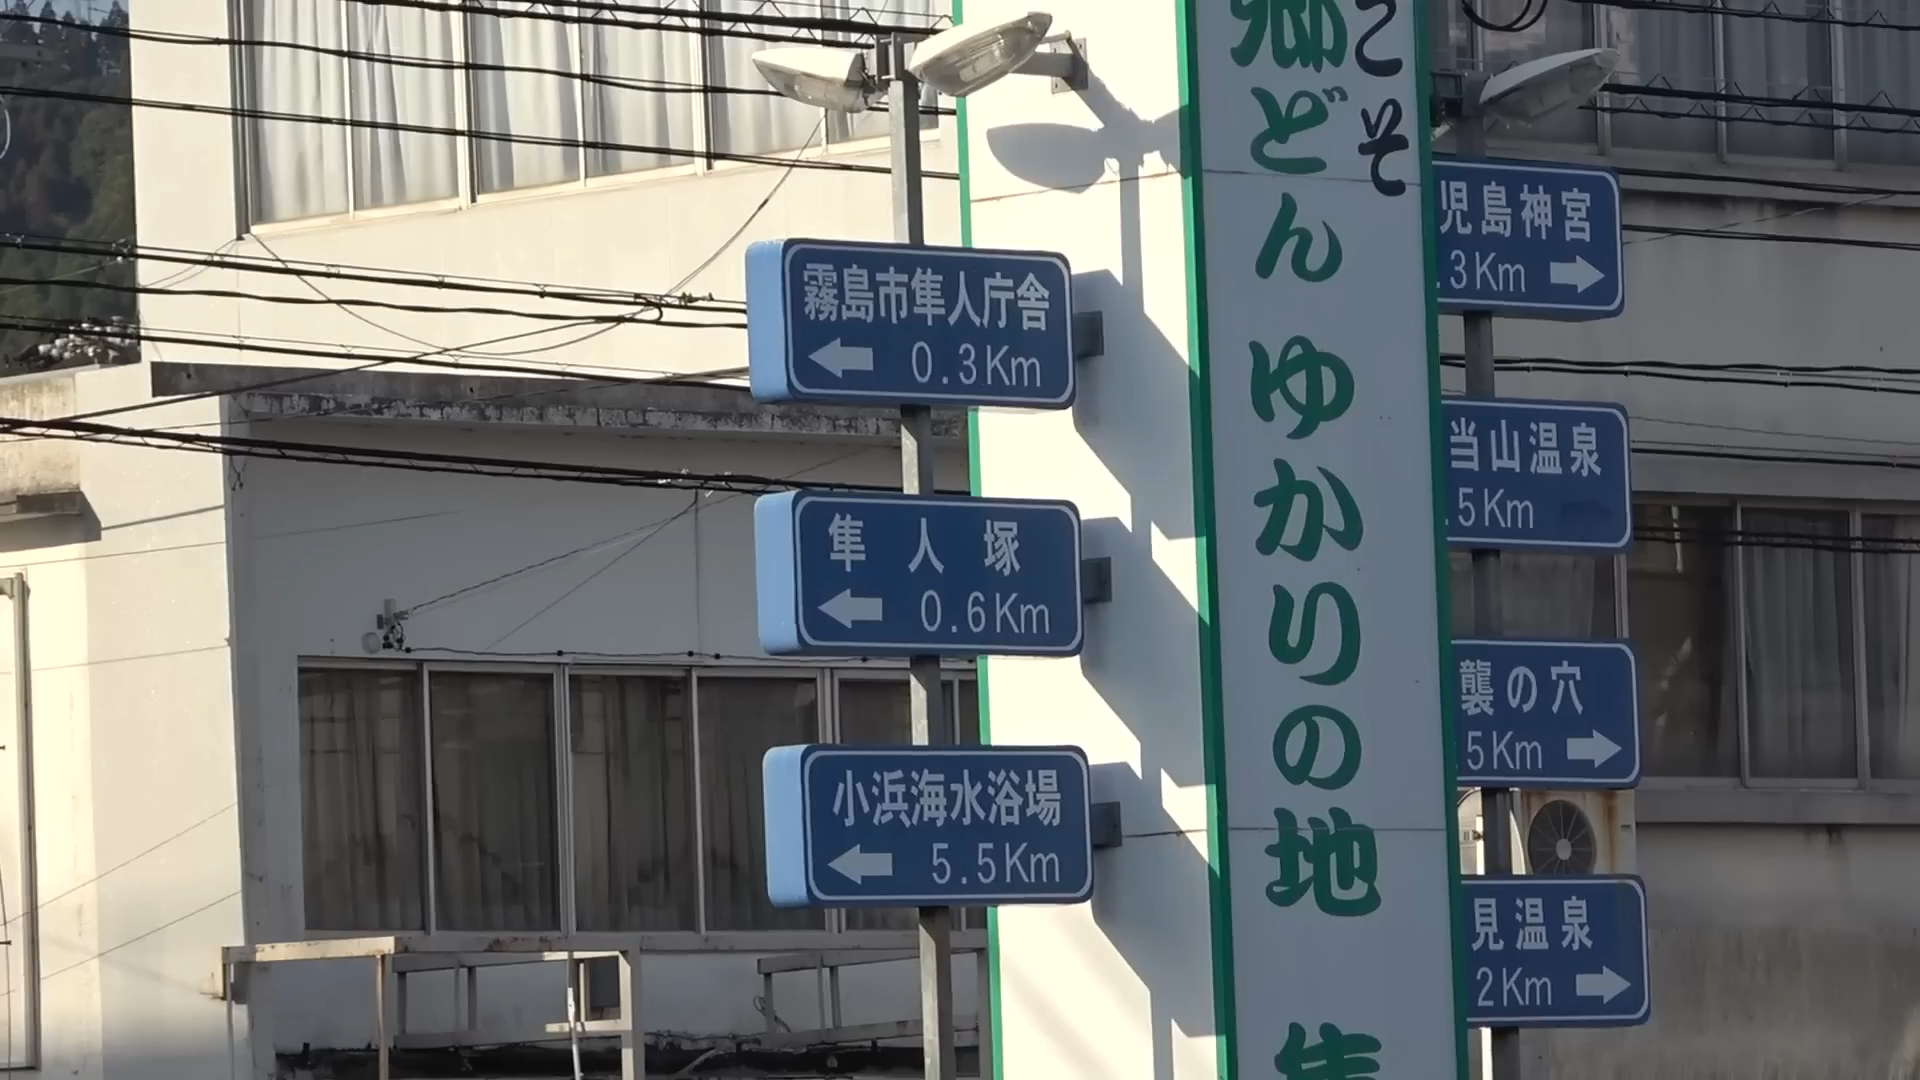 霧島市隼人庁舎
← 0.3Km
隼人塚
← 0.6Km
小浜海水浴場
← 5.5Km
こそ
郷どん ゆかりの地
児島神宮
.3Km →
当山温泉
.5Km
襲の穴
5Km →
見温泉
2Km →